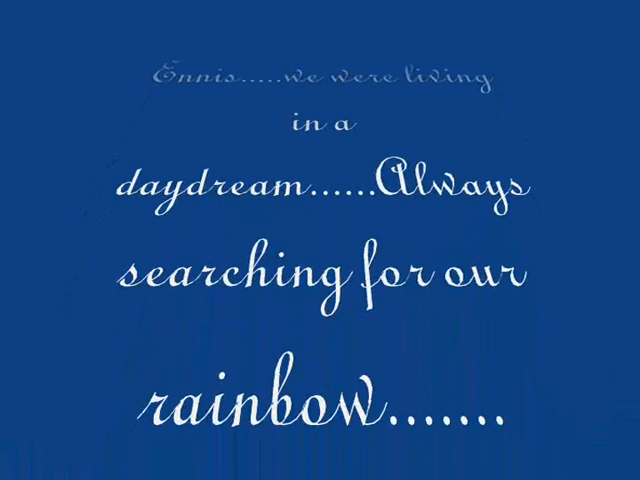 Ennis.....we were living
in a
daydream......Always
searching for our
rainbow.......